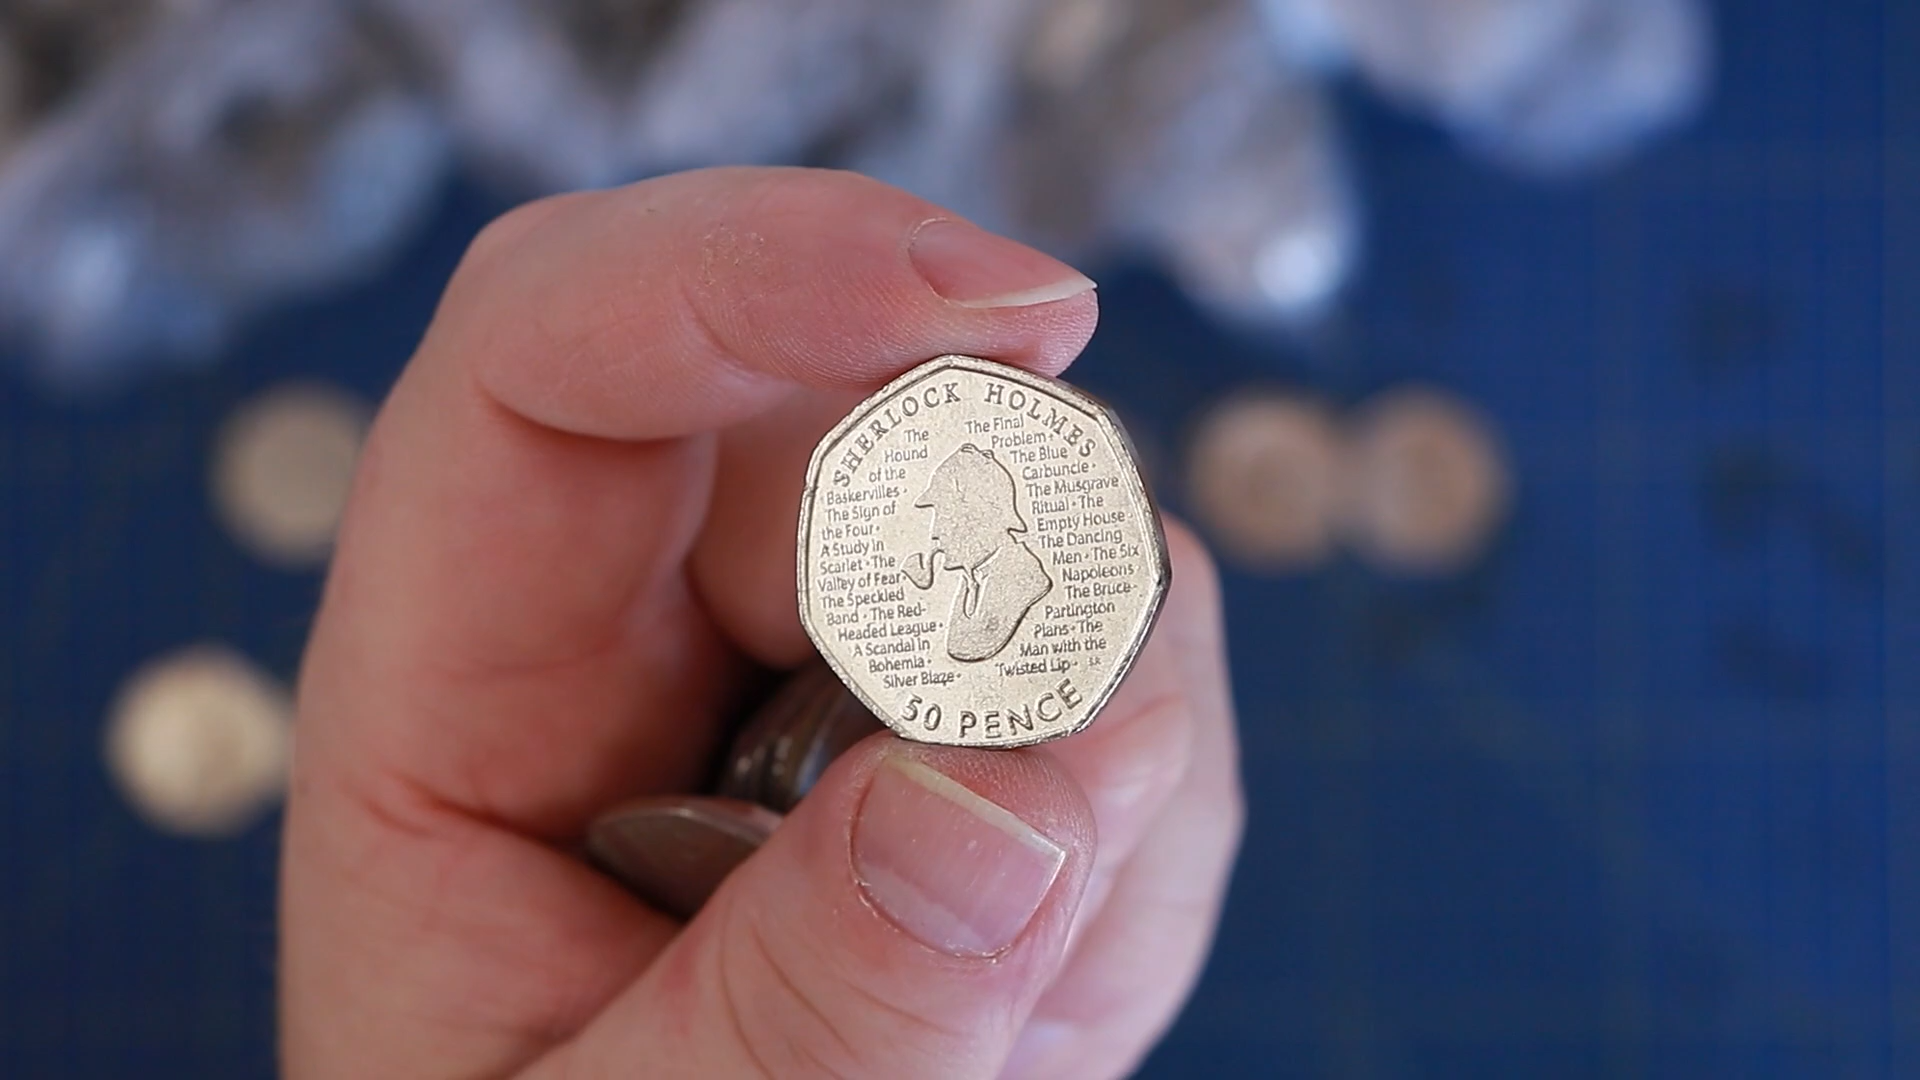 SHERLOCK HOLMES
The
Hound
of the
Baskervilles ·
The Sign of
the Four ·
A Study in
Scarlet · The
Valley of Fear ·
The Speckled
Band · The Red-
Headed League ·
A Scandal in
Bohemia ·
Silver Blaze ·
The Final
Problem ·
The Blue
Carbuncle ·
The Musgrave
Ritual · The
Empty House ·
The Dancing
Men · The Six
Napoleons
The Bruce-
Partington
Plans · The
Man with the
Twisted Lip ·
50 PENCE